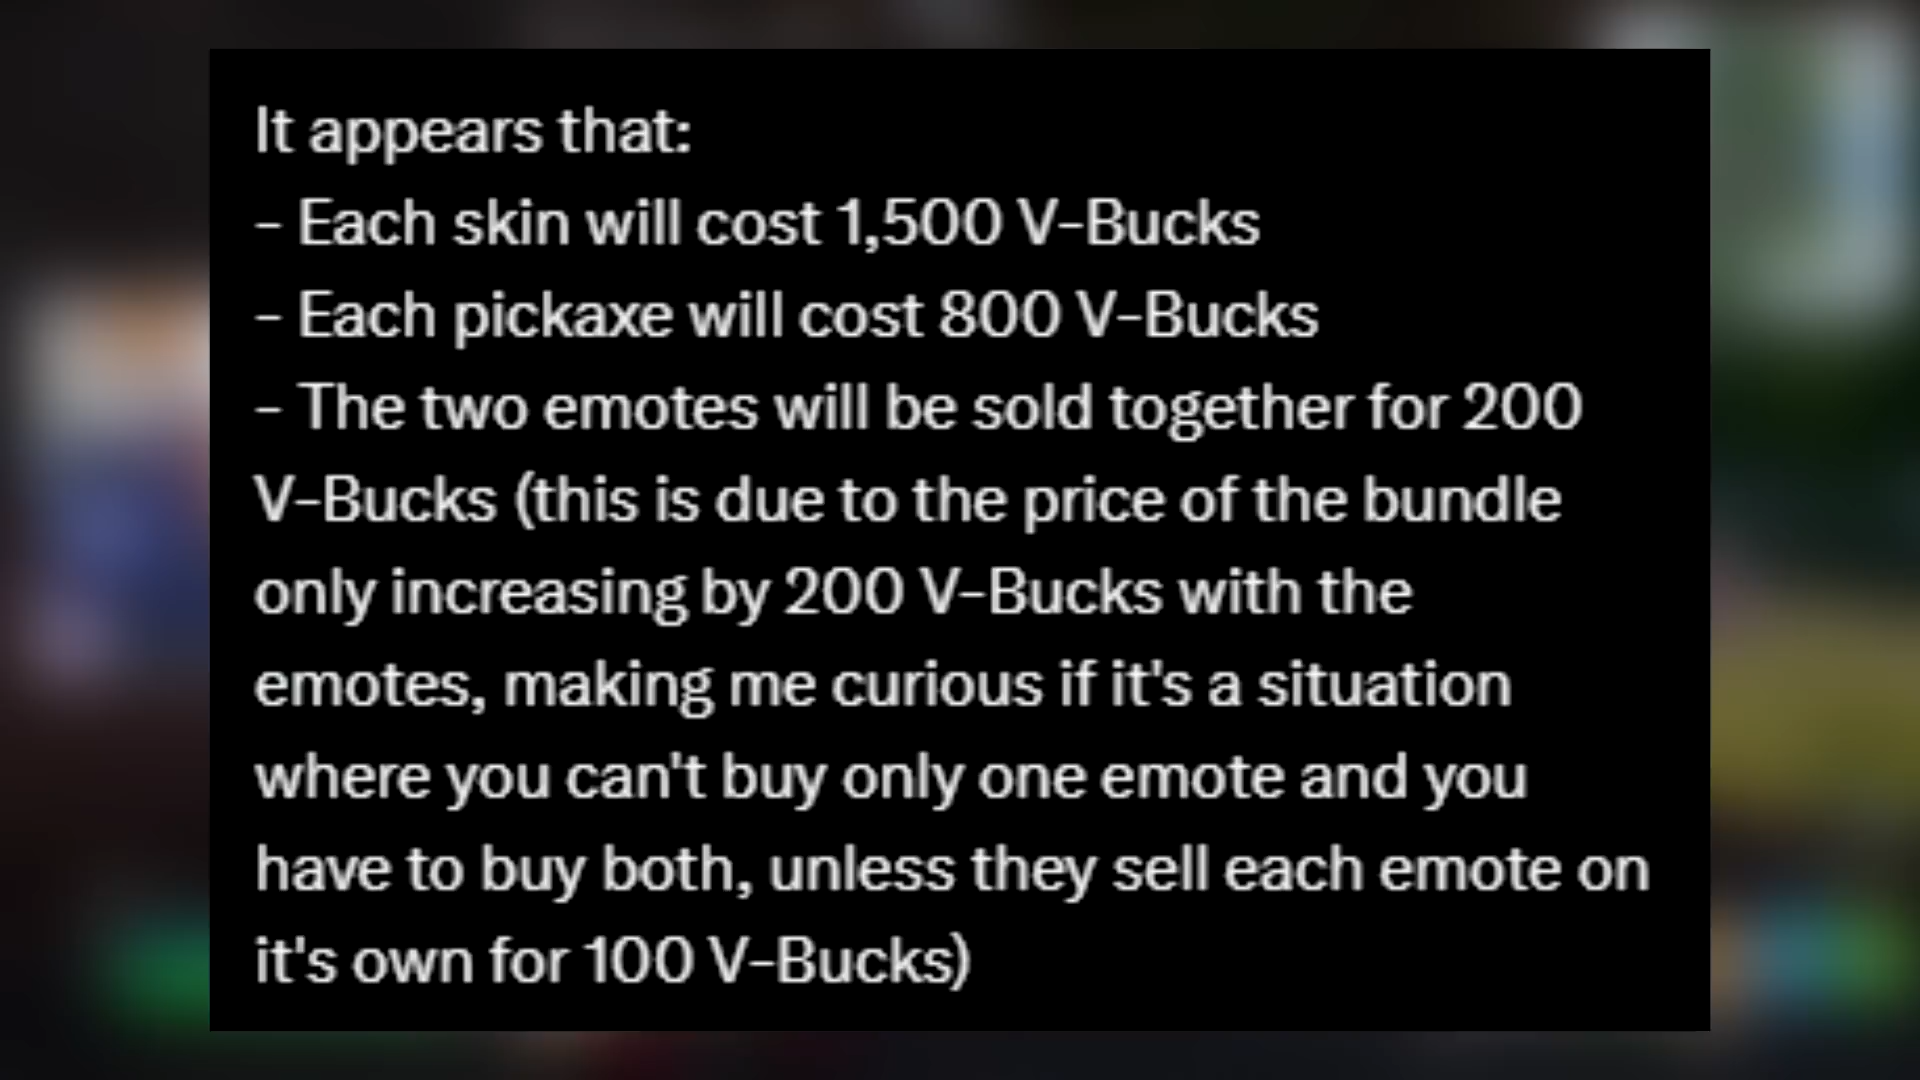 It appears that:
- Each skin will cost 1,500 V-Bucks
- Each pickaxe will cost 800 V-Bucks
- The two emotes will be sold together for 200
V-Bucks (this is due to the price of the bundle
only increasing by 200 V-Bucks with the
emotes, making me curious if it's a situation
where you can't buy only one emote and you
have to buy both, unless they sell each emote on
it's own for 100 V-Bucks)